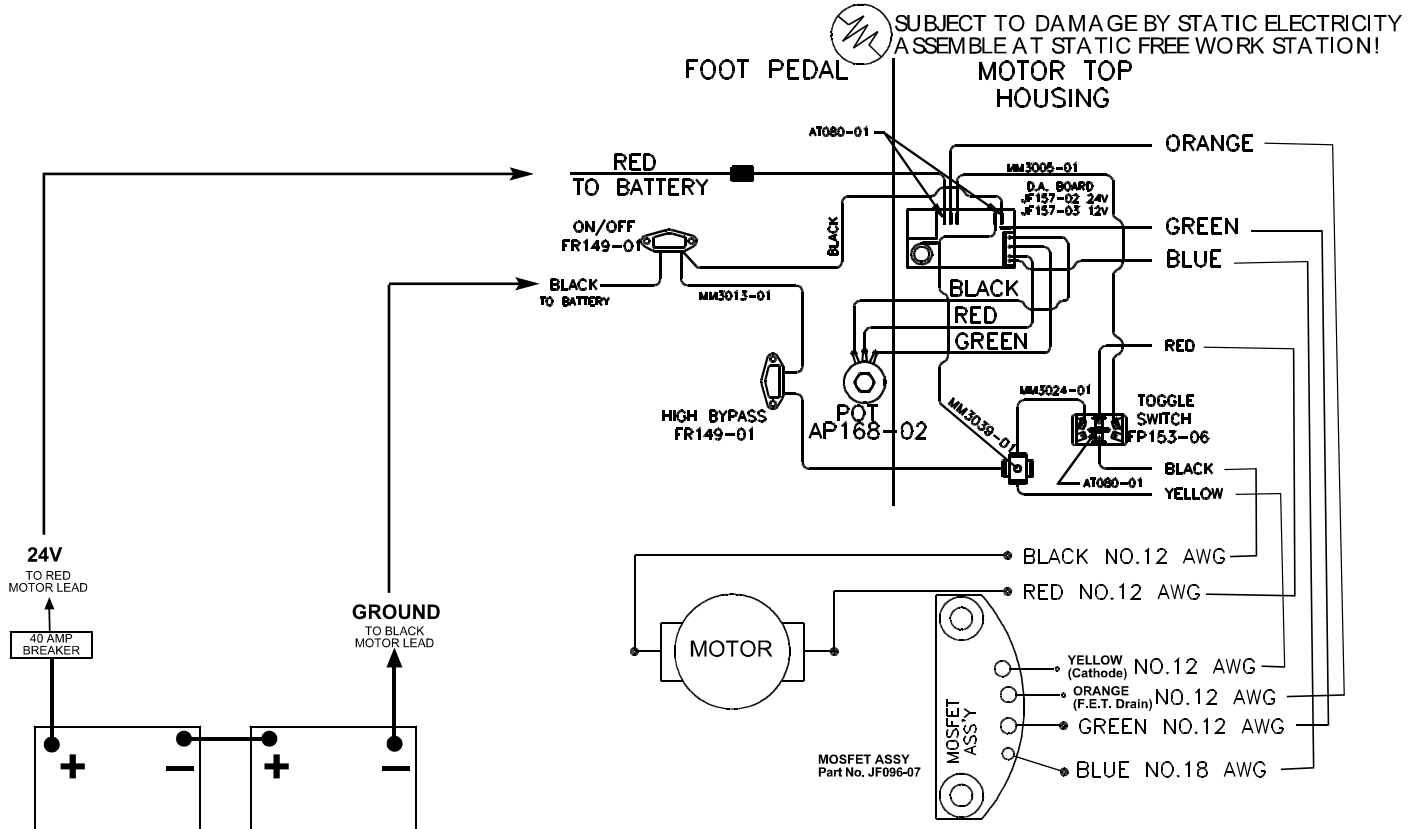 SUBJECT TO DAMAGE BY STATIC ELECTRICITY
ASSEMBLE AT STATIC FREE WORK STATION!
FOOT PEDAL
MOTOR TOP
HOUSING
AT080-01
ORANGE
RED
TO BATTERY
MM3005-01
D.A. BOARD
JF157-02 24V
JF157-03 12V
ON/OFF
FR149-01
BLACK
GREEN
BLUE
BLACK
TO BATTERY
MM3013-01
BLACK
RED
GREEN
RED
MM3024-01
TOGGLE
SWITCH
FP153-06
HIGH BYPASS
FR149-01
POT
AP168-02
MM3039-01
BLACK
AT080-01
YELLOW
24V
TO RED
MOTOR LEAD
40 AMP
BREAKER
GROUND
TO BLACK
MOTOR LEAD
BLACK NO.12 AWG
RED NO.12 AWG
MOTOR
YELLOW
(Cathode) NO.12 AWG
ORANGE
(F.E.T. Drain) NO.12 AWG
GREEN NO.12 AWG
BLUE NO.18 AWG
MOSFET
ASS'Y
MOSFET ASSY
Part No. JF096-07
+ − + −